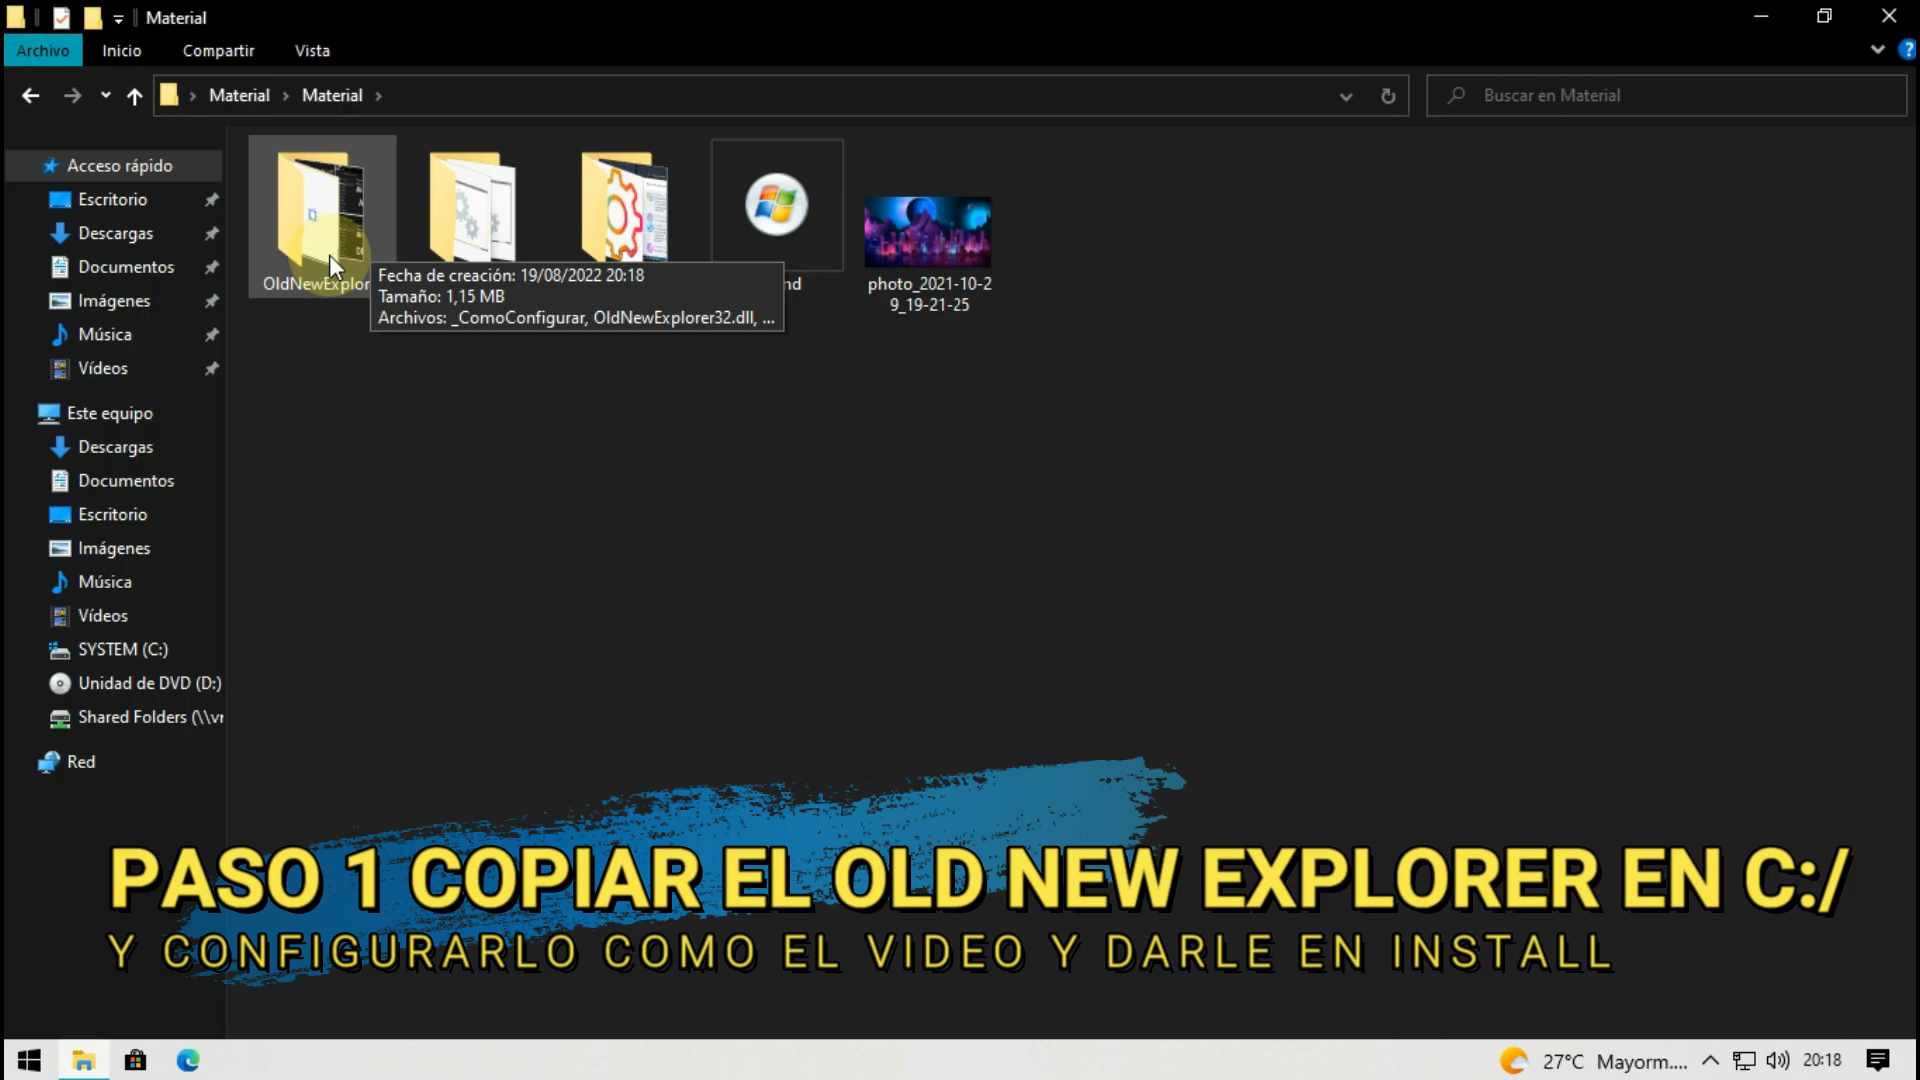 Material
Archivo Inicio Compartir Vista
Material > Material >
Buscar en Material
Acceso rápido
Escritorio
Descargas
Documentos
Imágenes
Música
Vídeos
Este equipo
Descargas
Documentos
Escritorio
Imágenes
Música
Vídeos
SYSTEM (C:)
Unidad de DVD (D:)
Shared Folders (\\vr
Red
OldNewExplor
nd
photo_2021-10-2
9_19-21-25
Fecha de creación: 19/08/2022 20:18
Tamaño: 1,15 MB
Archivos: _ComoConfigurar, OldNewExplorer32.dll, ...
PASO 1 COPIAR EL OLD NEW EXPLORER EN C:/
Y CONFIGURARLO COMO EL VIDEO Y DARLE EN INSTALL
27°C Mayorm.... 20:18